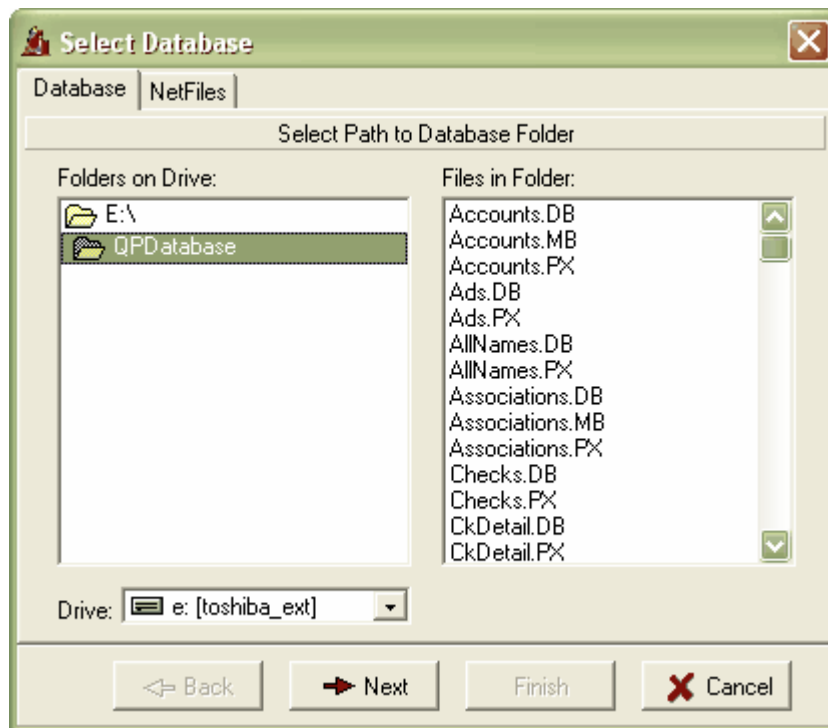 Select Database
Database NetFiles
Select Path to Database Folder
Folders on Drive:
E:\
QPDatabase
Files in Folder:
Accounts.DB
Accounts.MB
Accounts.PX
Ads.DB
Ads.PX
AllNames.DB
AllNames.PX
Associations.DB
Associations.MB
Associations.PX
Checks.DB
Checks.PX
CkDetail.DB
CkDetail.PX
Drive: e: [toshiba_ext]
Back Next Finish Cancel